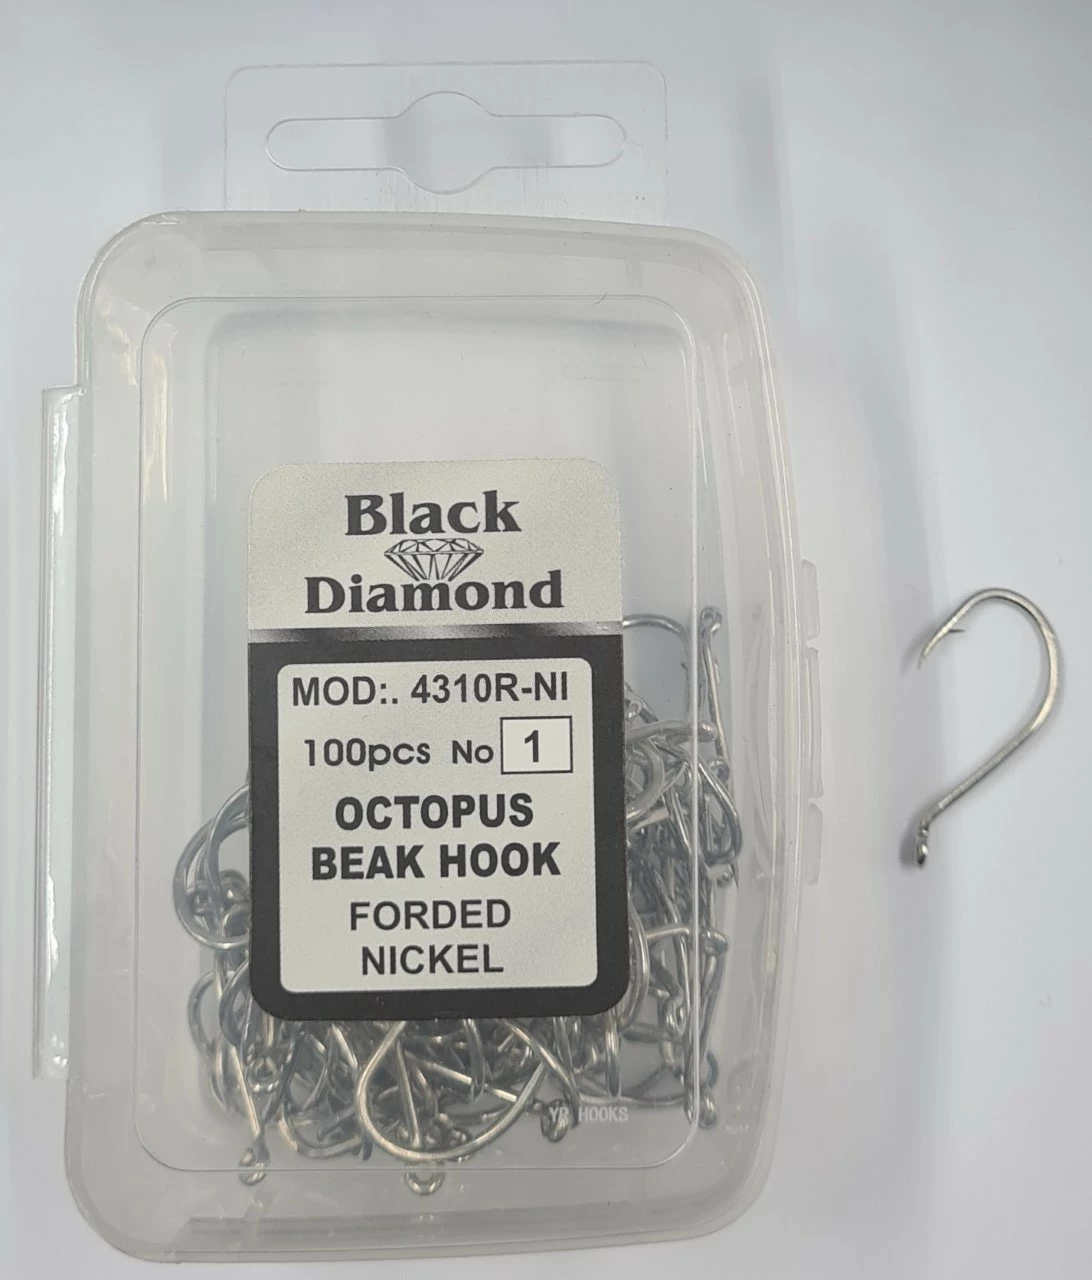 Black
Diamond
MOD:. 4310R-NI
100pcs No 1
OCTOPUS
BEAK HOOK
FORDED
NICKEL
YR HOOKS